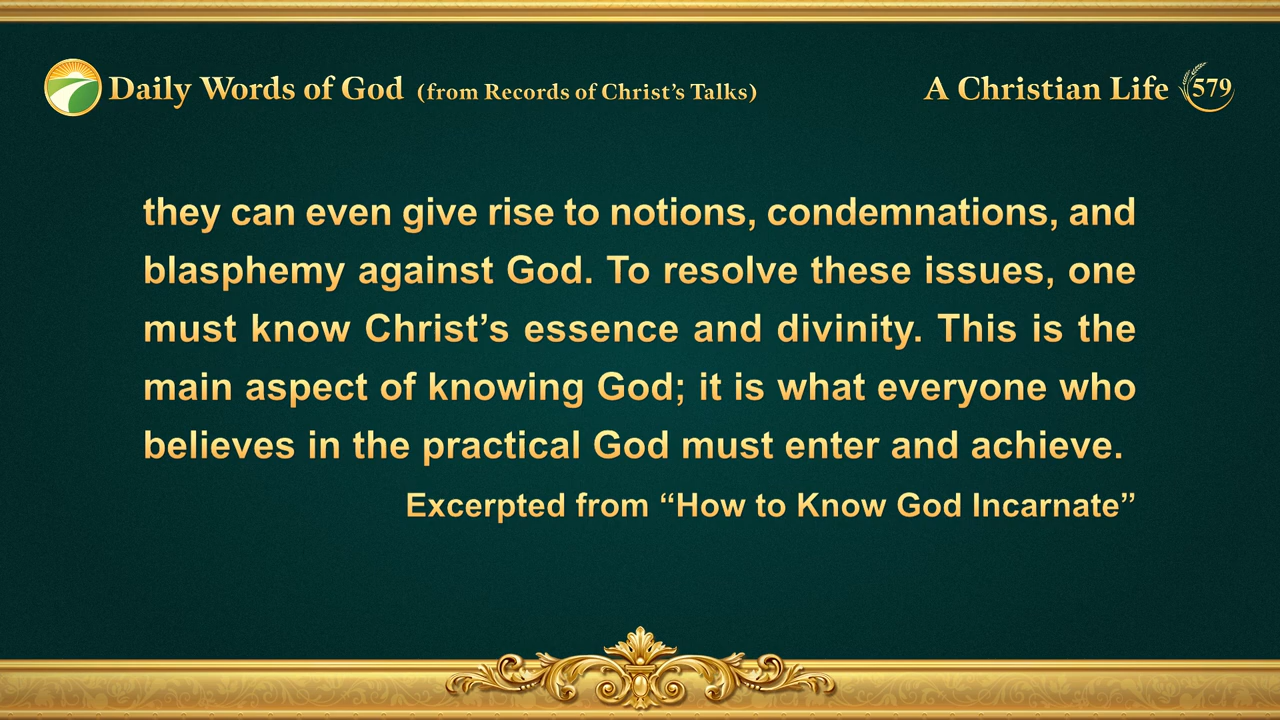 Daily Words of God (from Records of Christ’s Talks)
A Christian Life 579
they can even give rise to notions, condemnations, and
blasphemy against God. To resolve these issues, one
must know Christ’s essence and divinity. This is the
main aspect of knowing God; it is what everyone who
believes in the practical God must enter and achieve.
Excerpted from “How to Know God Incarnate”